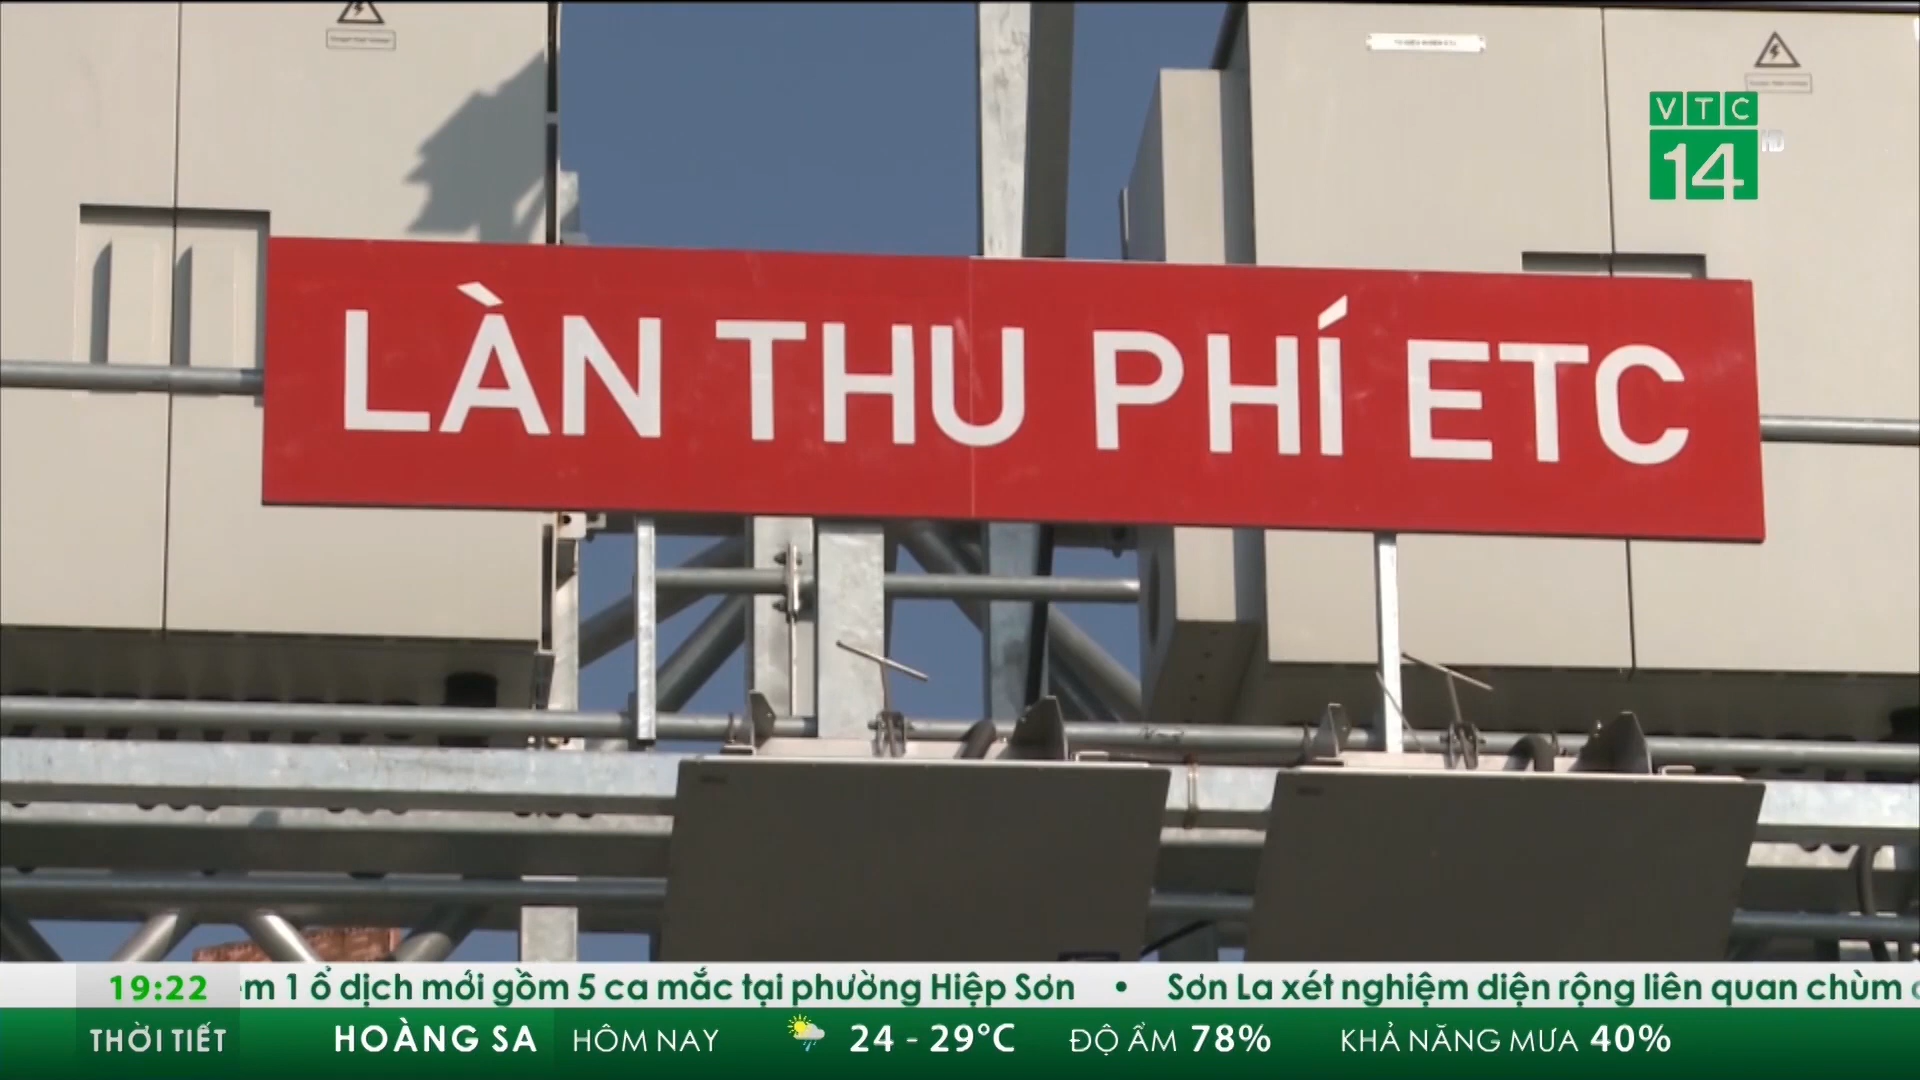 VTC
14
HD
LÀN THU PHÍ ETC
19:22 êm 1 ổ dịch mới gồm 5 ca mắc tại phường Hiệp Sơn • Sơn La xét nghiệm diện rộng liên quan chùm
THỜI TIẾT HOÀNG SA HÔM NAY 24 - 29°C ĐỘ ẨM 78% KHẢ NĂNG MƯA 40%